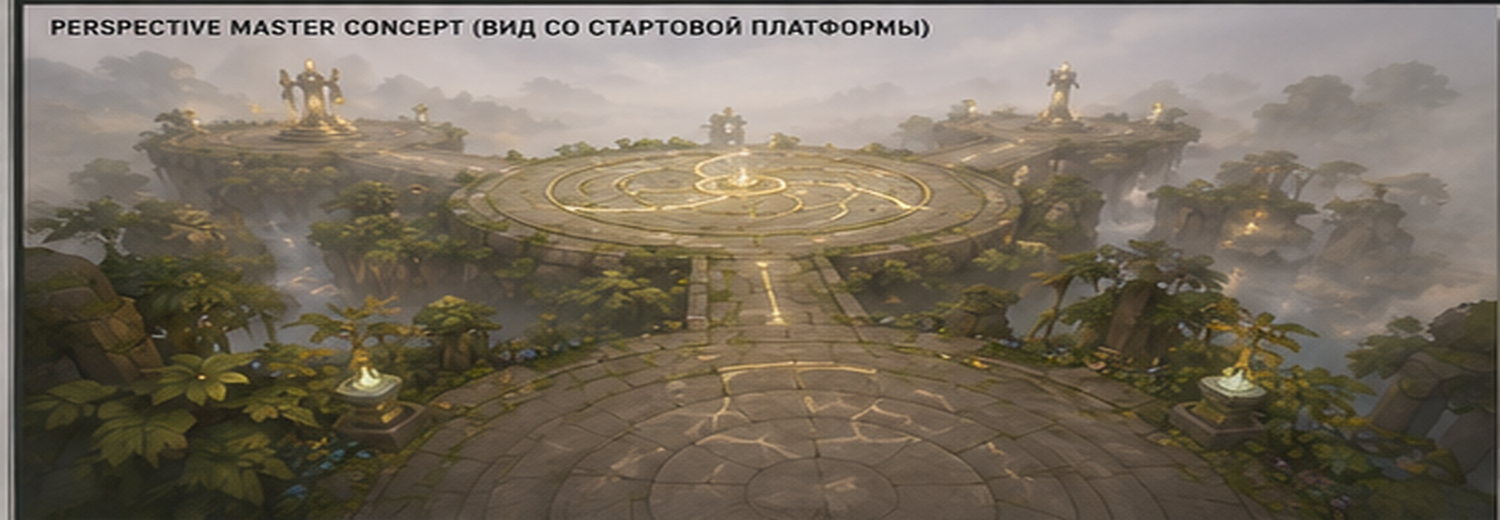 PERSPECTIVE MASTER CONCEPT (ВИД СО СТАРТОВОЙ ПЛАТФОРМЫ)